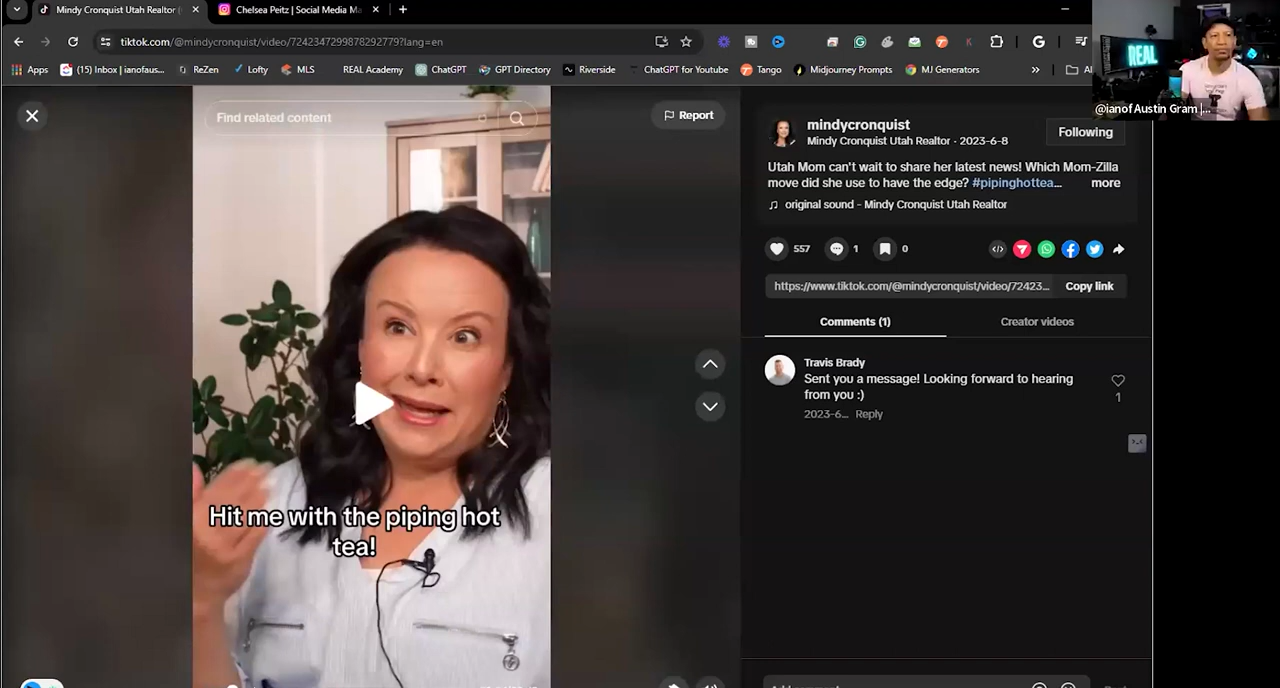 Mindy Cronquist Utah Realtor
Chelsea Peitz | Social Media Ma
tiktok.com/@mindycronquist/video/7242347299878292779?lang=en
Apps
(15) Inbox | ianofaus...
ReZen
Lofty
MLS
REAL Academy
ChatGPT
GPT Directory
Riverside
ChatGPT for Youtube
Tango
Midjourney Prompts
MJ Generators
REAL
@ianof Austin Gram |...
Find related content
Report
mindycronquist
Mindy Cronquist Utah Realtor · 2023-6-8
Following
Utah Mom can't wait to share her latest news! Which Mom-Zilla
move did she use to have the edge? #pipinghottea... more
original sound - Mindy Cronquist Utah Realtor
557
1
0
https://www.tiktok.com/@mindycronquist/video/72423...
Copy link
Comments (1)
Creator videos
Travis Brady
Sent you a message! Looking forward to hearing
from you :)
1
2023-6... Reply
Hit me with the piping hot
tea!